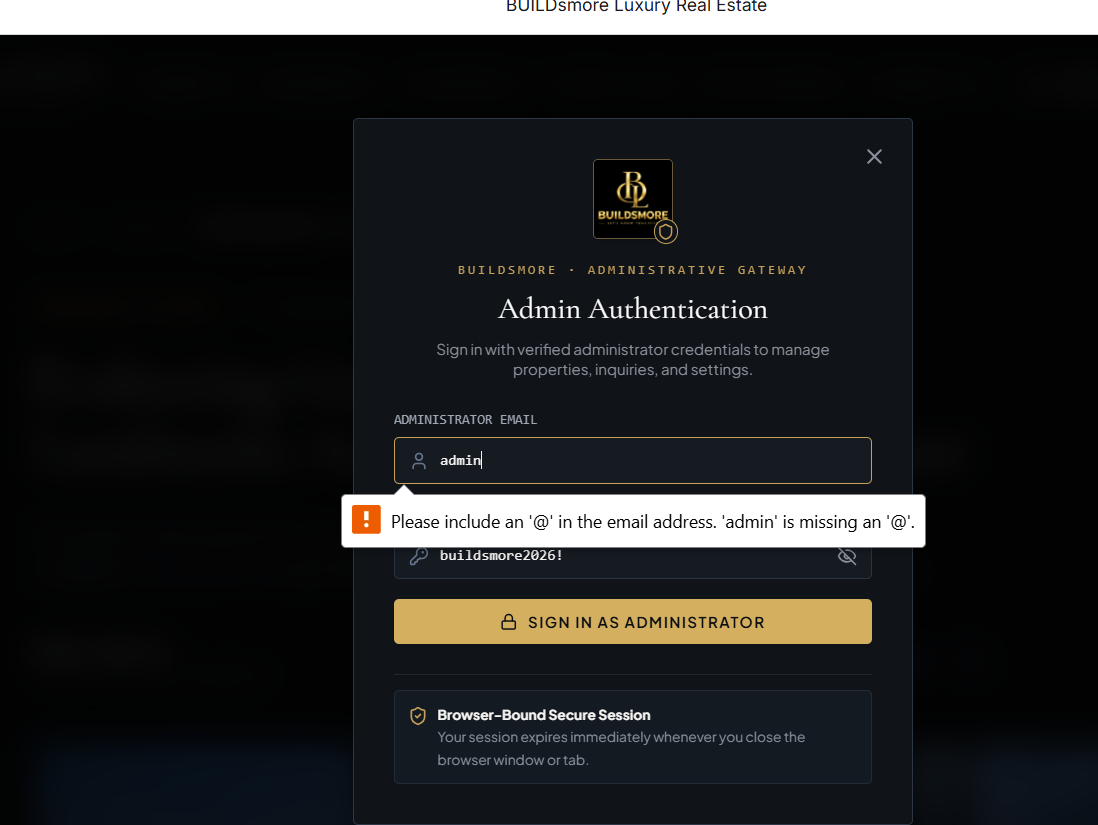 BUILDsmore Luxury Real Estate
BUILDSMORE
BUILDSMORE · ADMINISTRATIVE GATEWAY
Admin Authentication
Sign in with verified administrator credentials to manage
properties, inquiries, and settings.
ADMINISTRATOR EMAIL
admin
Please include an '@' in the email address. 'admin' is missing an '@'.
buildsmore2026!
SIGN IN AS ADMINISTRATOR
Browser-Bound Secure Session
Your session expires immediately whenever you close the
browser window or tab.